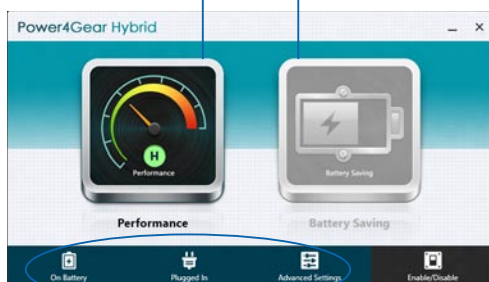 Power4Gear Hybrid
H
Performance
Battery Saving
Performance
Battery Saving
On Battery
Plugged In
Advanced Settings
Enable/Disable